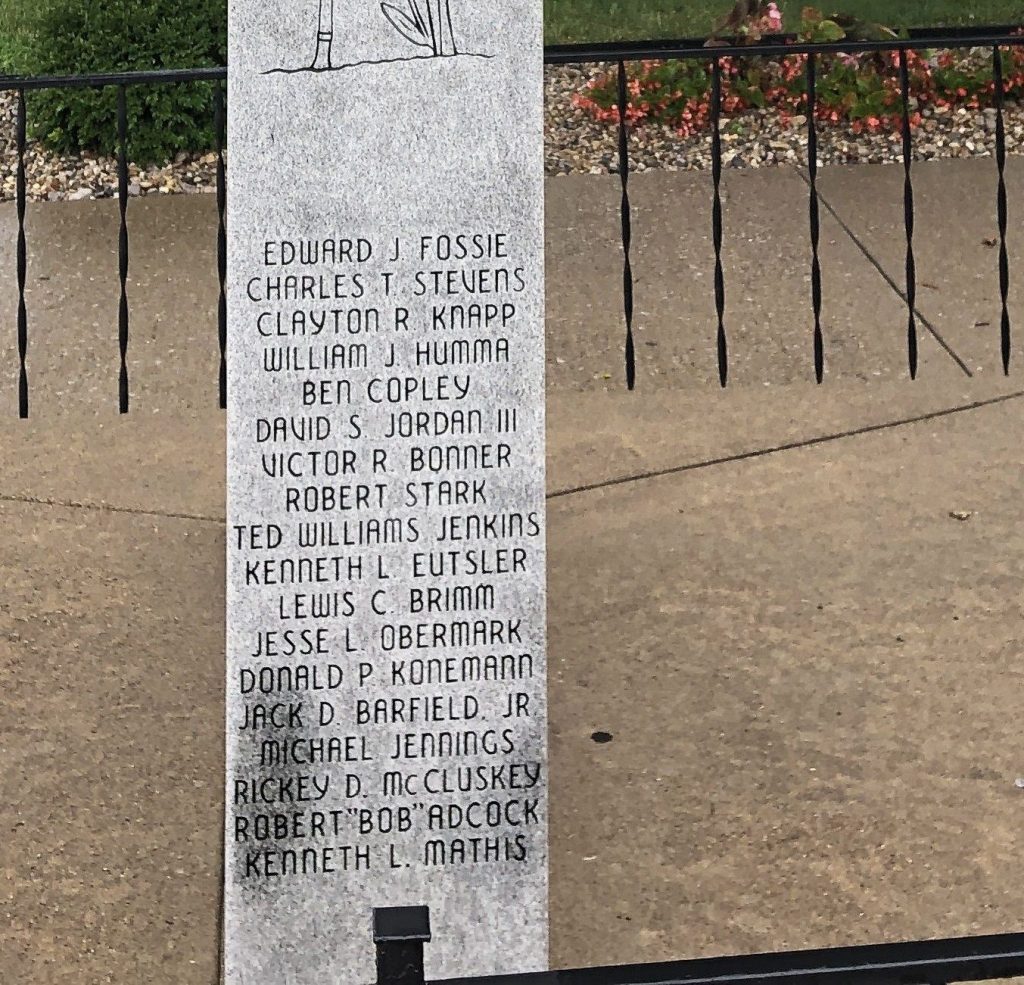 EDWARD J. FOSSIE
CHARLES T. STEVENS
CLAYTON R. KNAPP
WILLIAM J. HUMMA
BEN COPLEY
DAVID S. JORDAN III
VICTOR R. BONNER
ROBERT STARK
TED WILLIAMS JENKINS
KENNETH L. EUTSLER
LEWIS C. BRIMM
JESSE L. OBERMARK
DONALD P. KONEMANN
JACK D. BARFIELD, JR.
MICHAEL JENNINGS
RICKEY D. McCLUSKEY
ROBERT "BOB" ADCOCK
KENNETH L. MATHIS